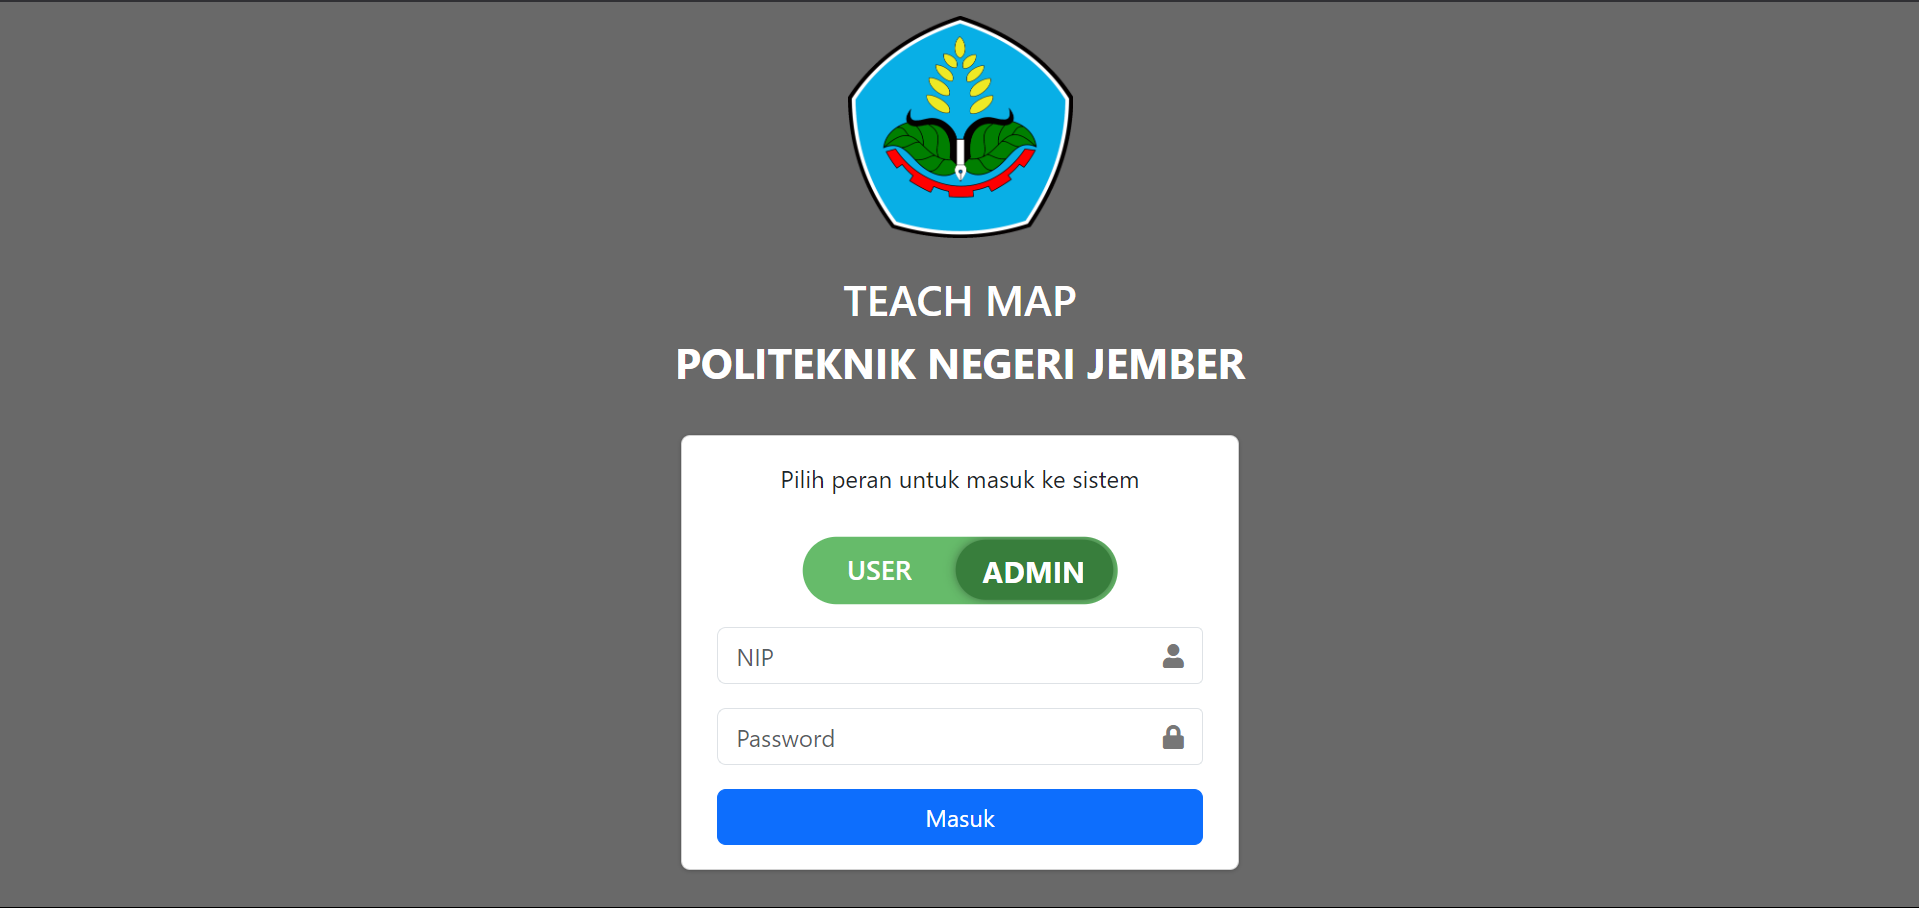 TEACH MAP
POLITEKNIK NEGERI JEMBER
Pilih peran untuk masuk ke sistem
USER ADMIN
NIP
Password
Masuk